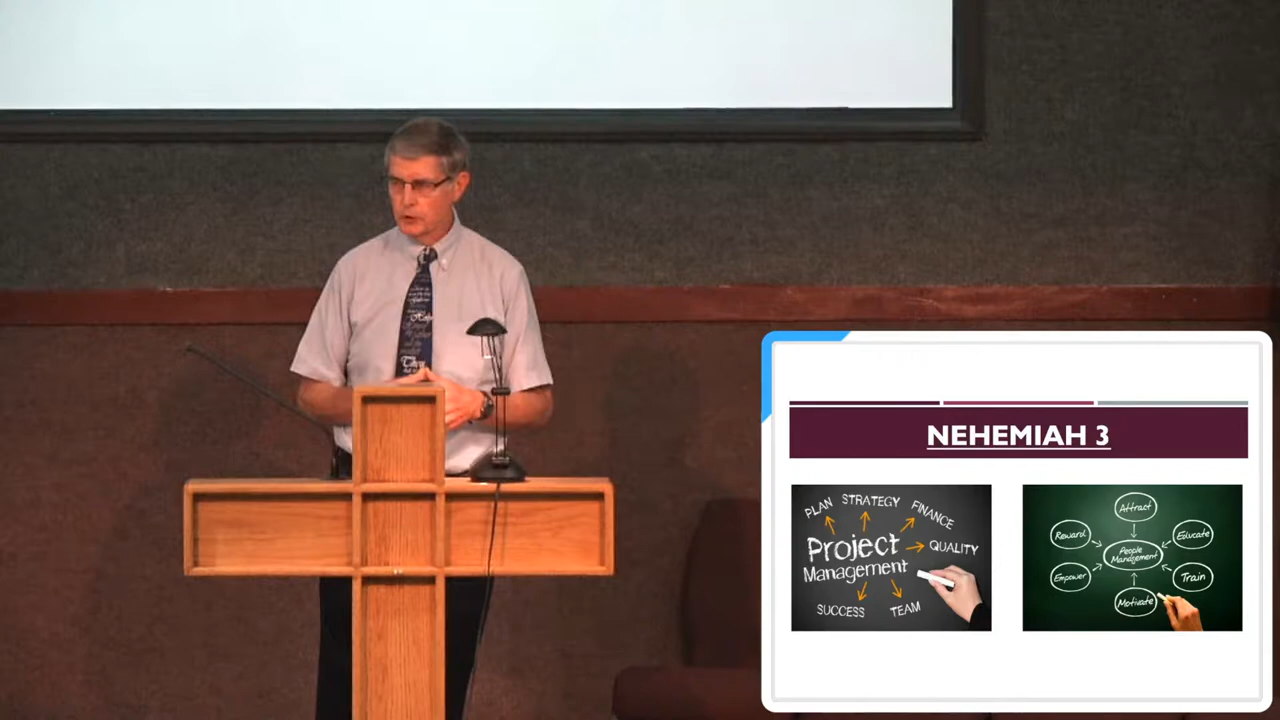 NEHEMIAH 3
PLAN STRATEGY FINANCE
Project
Management
QUALITY
SUCCESS TEAM
Attract
Reward
Educate
People
Management
Empower
Train
Motivate